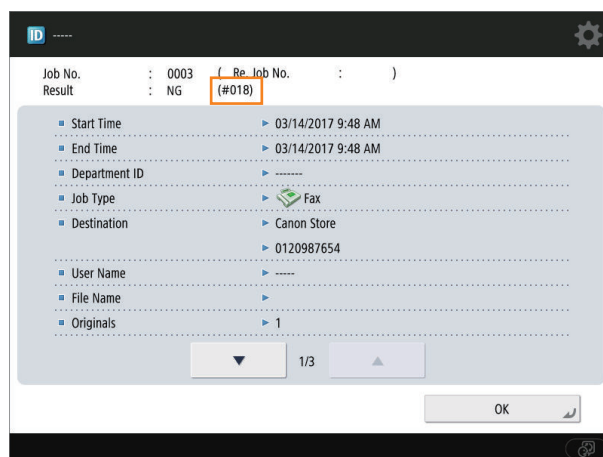 ID -----
Job No. : 0003 ( Re. Job No. : )
Result : NG (#018)
Start Time 03/14/2017 9:48 AM
End Time 03/14/2017 9:48 AM
Department ID -------
Job Type Fax
Destination Canon Store
0120987654
User Name -----
File Name
Originals 1
1/3
OK